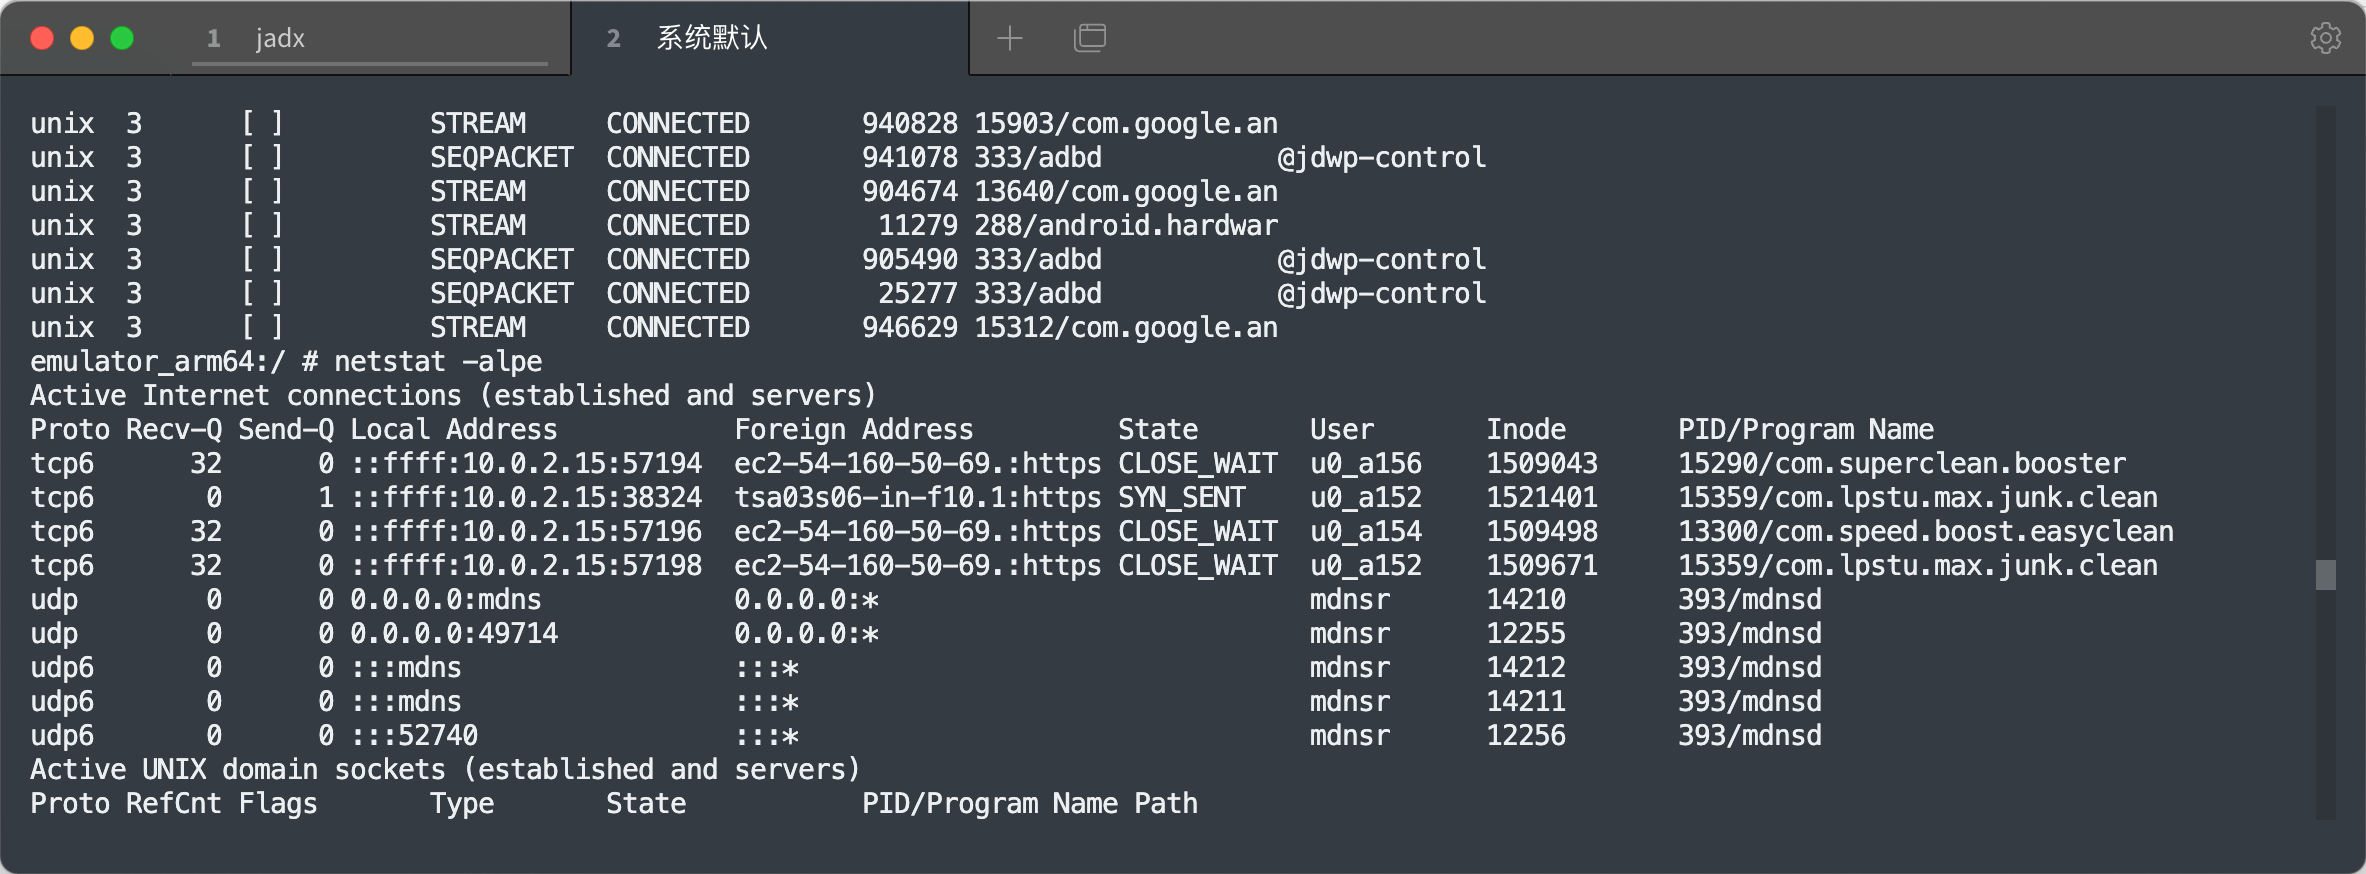 1 jadx 2 系统默认
unix 3 [ ] STREAM CONNECTED 940828 15903/com.google.an
unix 3 [ ] SEQPACKET CONNECTED 941078 333/adbd @jdwp-control
unix 3 [ ] STREAM CONNECTED 904674 13640/com.google.an
unix 3 [ ] STREAM CONNECTED 11279 288/android.hardwar
unix 3 [ ] SEQPACKET CONNECTED 905490 333/adbd @jdwp-control
unix 3 [ ] SEQPACKET CONNECTED 25277 333/adbd @jdwp-control
unix 3 [ ] STREAM CONNECTED 946629 15312/com.google.an
emulator_arm64:/ # netstat -alpe
Active Internet connections (established and servers)
Proto Recv-Q Send-Q Local Address Foreign Address State User Inode PID/Program Name
tcp6 32 0 ::ffff:10.0.2.15:57194 ec2-54-160-50-69.:https CLOSE_WAIT u0_a156 1509043 15290/com.superclean.booster
tcp6 0 1 ::ffff:10.0.2.15:38324 tsa03s06-in-f10.1:https SYN_SENT u0_a152 1521401 15359/com.lpstu.max.junk.clean
tcp6 32 0 ::ffff:10.0.2.15:57196 ec2-54-160-50-69.:https CLOSE_WAIT u0_a154 1509498 13300/com.speed.boost.easyclean
tcp6 32 0 ::ffff:10.0.2.15:57198 ec2-54-160-50-69.:https CLOSE_WAIT u0_a152 1509671 15359/com.lpstu.max.junk.clean
udp 0 0 0.0.0.0:mdns 0.0.0.0:* mdnsr 14210 393/mdnsd
udp 0 0 0.0.0.0:49714 0.0.0.0:* mdnsr 12255 393/mdnsd
udp6 0 0 :::mdns :::* mdnsr 14212 393/mdnsd
udp6 0 0 :::mdns :::* mdnsr 14211 393/mdnsd
udp6 0 0 :::52740 :::* mdnsr 12256 393/mdnsd
Active UNIX domain sockets (established and servers)
Proto RefCnt Flags Type State PID/Program Name Path